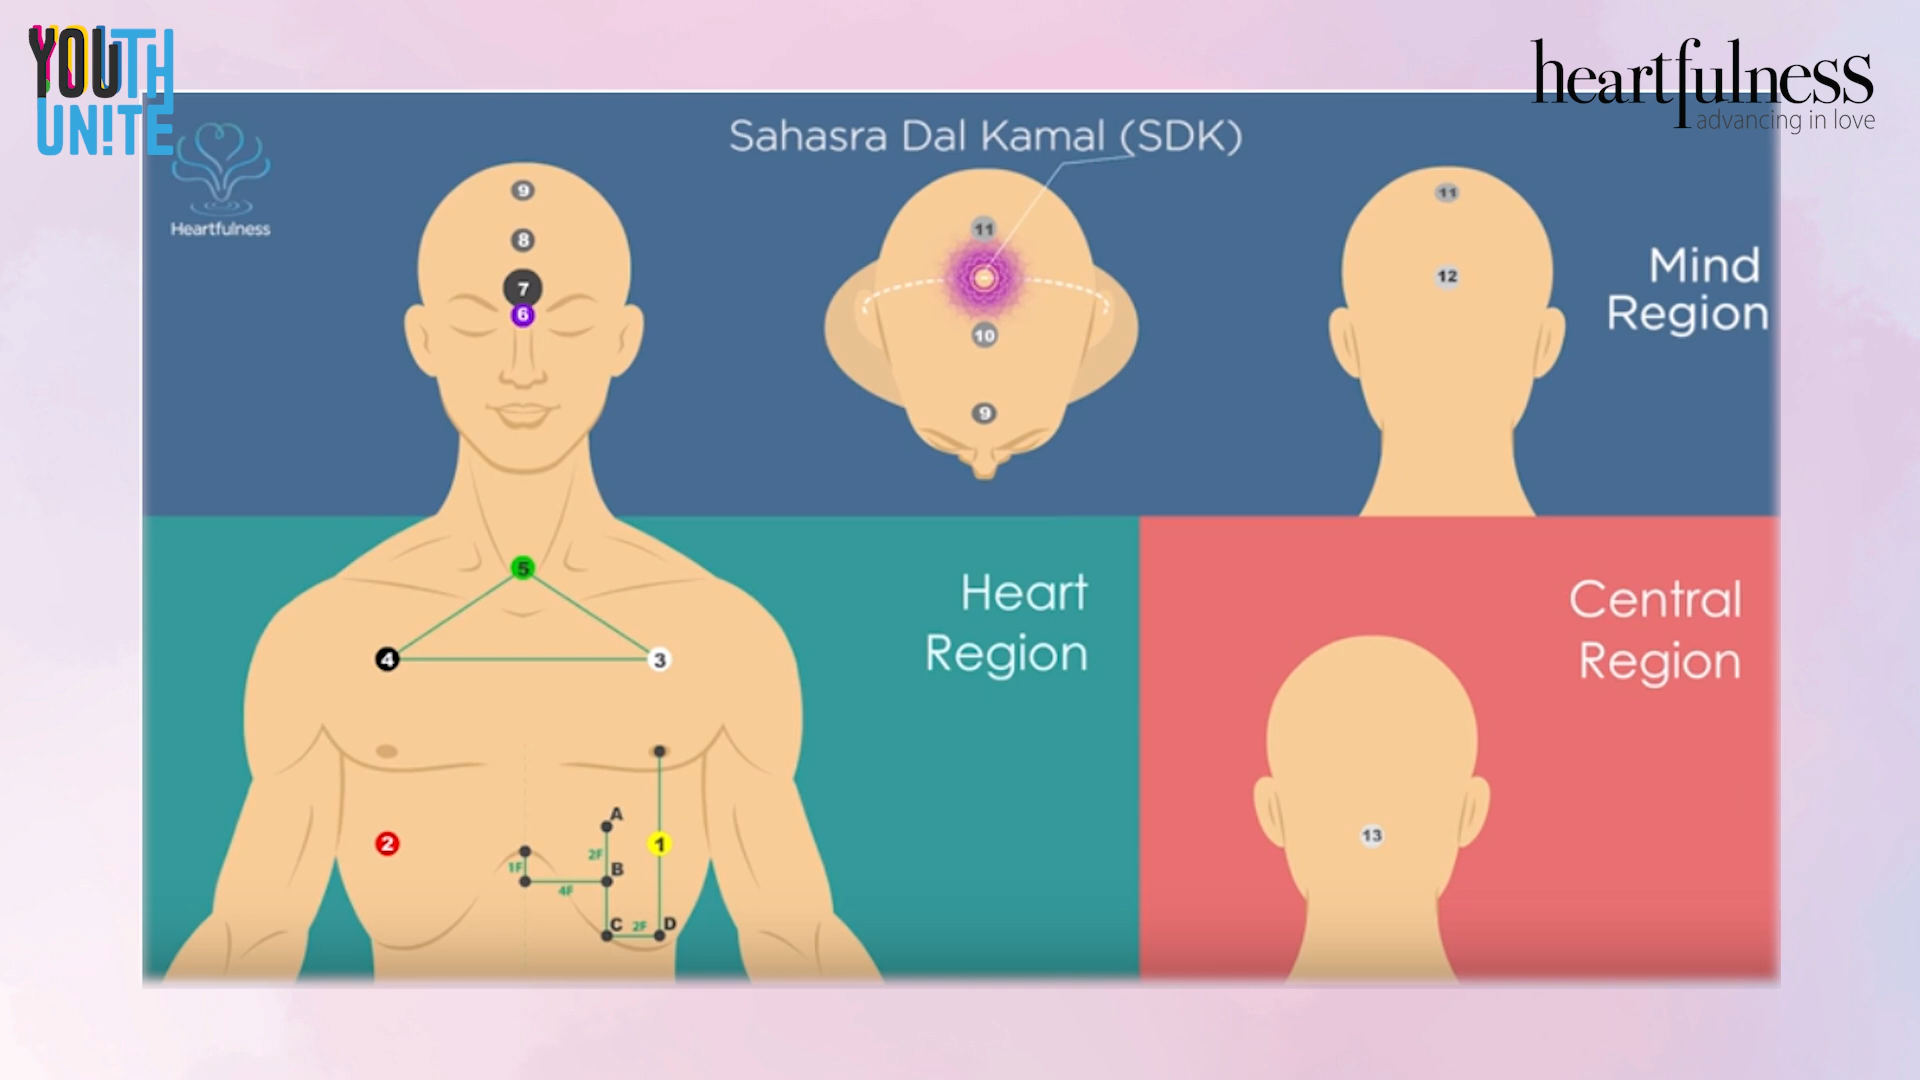 YOUTH
UN!TE
heartfulness
advancing in love
Heartfulness
Sahasra Dal Kamal (SDK)
9
8
7
6
11
10
9
11
12
Mind
Region
5
4
3
2
1
A
2F
B
1F
4F
C
2F
D
Heart
Region
Central
Region
13